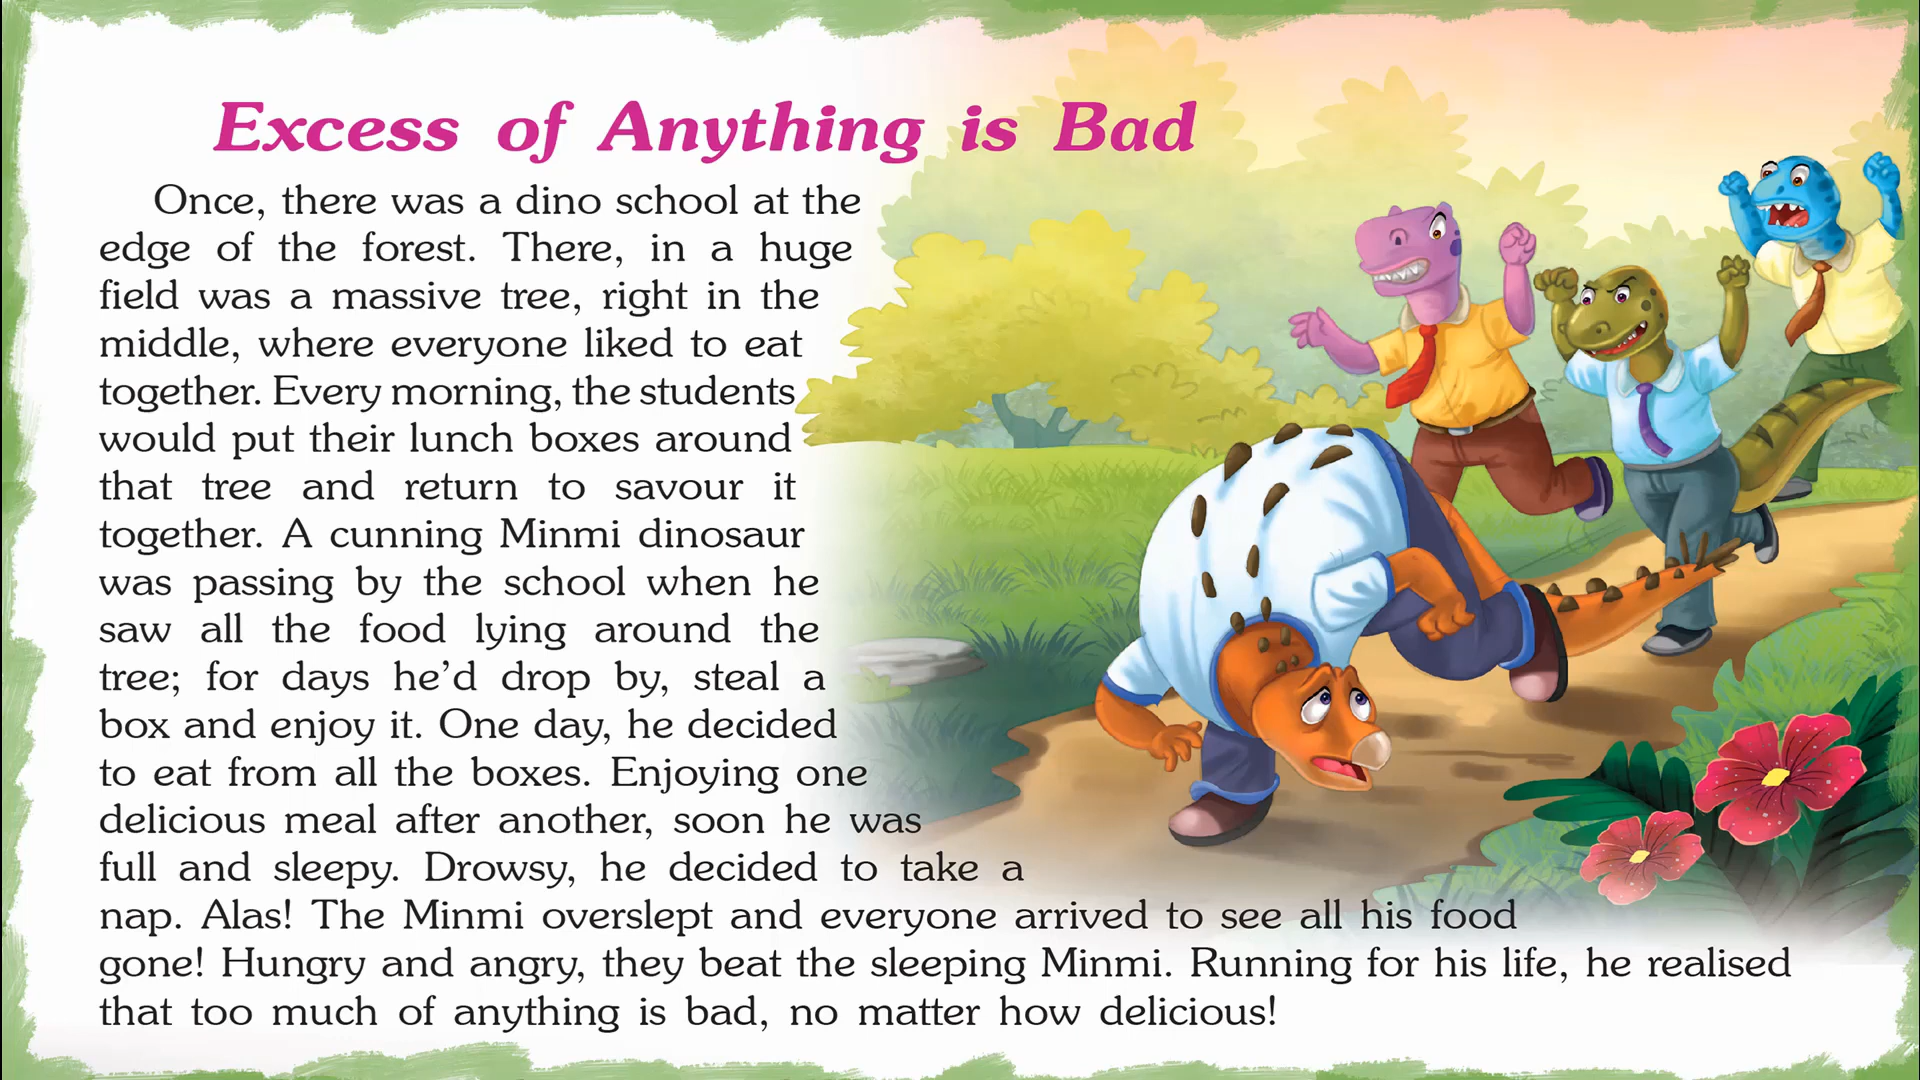 Excess of Anything is Bad
Once, there was a dino school at the
edge of the forest. There, in a huge
field was a massive tree, right in the
middle, where everyone liked to eat
together. Every morning, the students
would put their lunch boxes around
that tree and return to savour it
together. A cunning Minmi dinosaur
was passing by the school when he
saw all the food lying around the
tree; for days he’d drop by, steal a
box and enjoy it. One day, he decided
to eat from all the boxes. Enjoying one
delicious meal after another, soon he was
full and sleepy. Drowsy, he decided to take a
nap. Alas! The Minmi overslept and everyone arrived to see all his food
gone! Hungry and angry, they beat the sleeping Minmi. Running for his life, he realised
that too much of anything is bad, no matter how delicious!